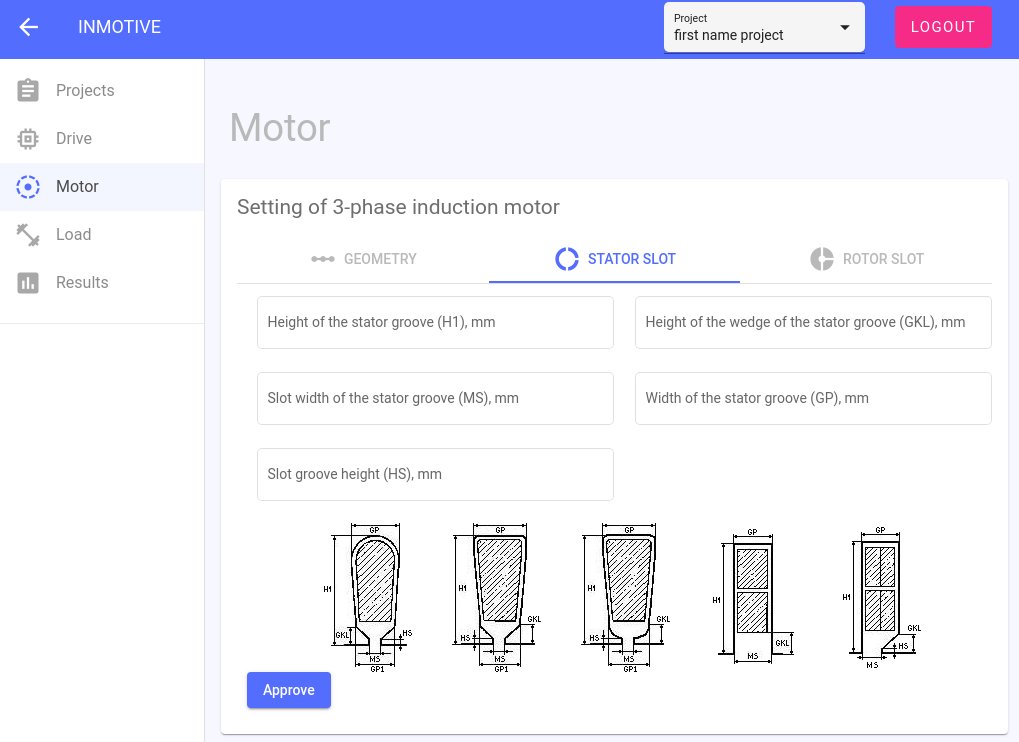 INMOTIVE
Project
first name project
LOGOUT
Projects
Drive
Motor
Load
Results
Motor
Setting of 3-phase induction motor
GEOMETRY
STATOR SLOT
ROTOR SLOT
Height of the stator groove (H1), mm
Height of the wedge of the stator groove (GKL), mm
Slot width of the stator groove (MS), mm
Width of the stator groove (GP), mm
Slot groove height (HS), mm
GP
H1
GKL
HS
MS
GP1
GP
H1
GKL
HS
MS
GP1
GP
H1
GKL
HS
MS
GP1
GP
H1
GKL
MS
GP
H1
GKL
HS
MS
Approve